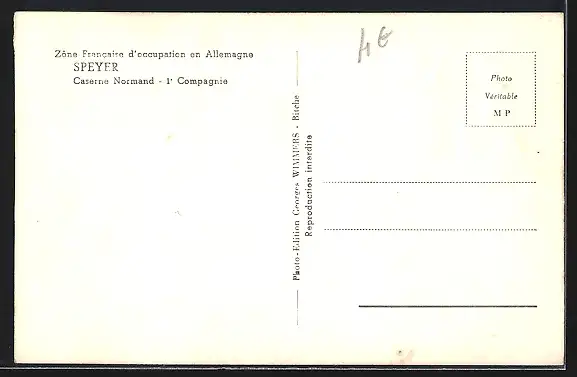 Zône Française d'occupation en Allemagne
SPEYER
Caserne Normand - 1e Compagnie
4€
Photo-Edition Georges WIMMERS - Bitche
Reproduction interdite
Photo
Véritable
M P